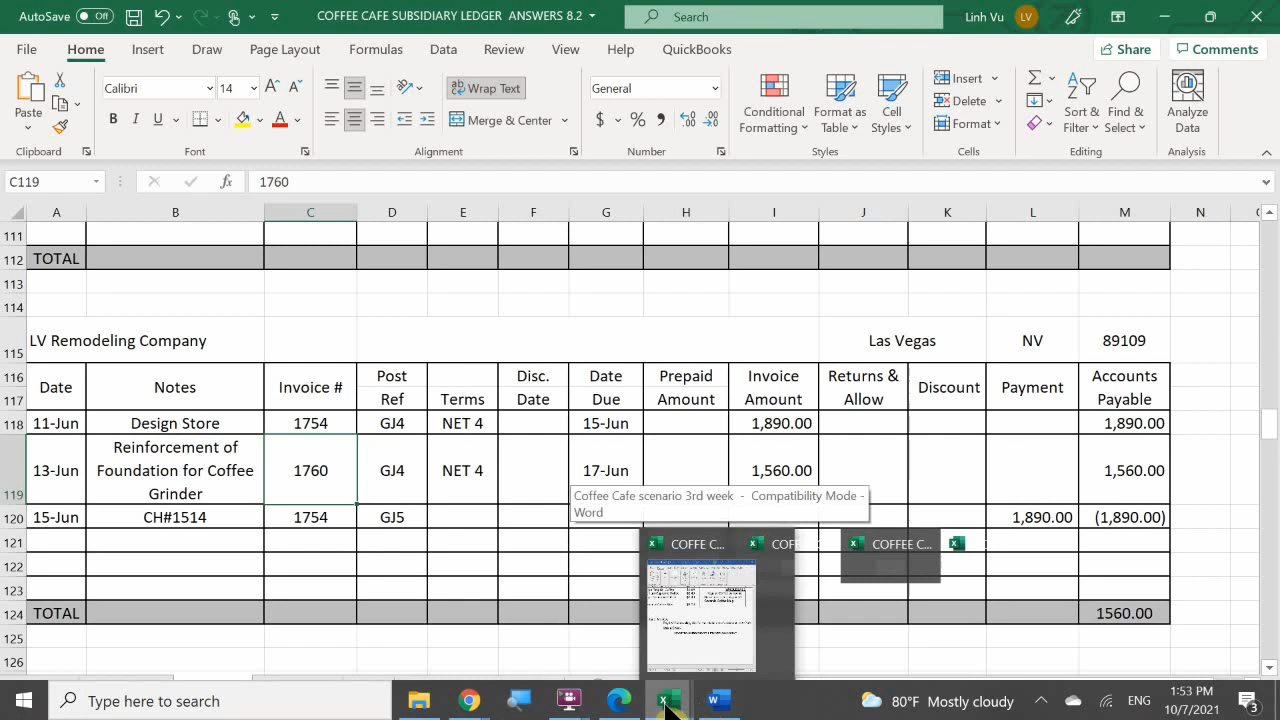 AutoSave Off COFFEE CAFE SUBSIDIARY LEDGER ANSWERS 8.2 Search Linh Vu LV
File Home Insert Draw Page Layout Formulas Data Review View Help QuickBooks Share Comments
Paste Calibri 14 Wrap Text General Conditional Formatting Format as Table Cell Styles Insert Sort & Filter Find & Select Analyze Data
B I U Merge & Center $ % Delete Format
Clipboard Font Alignment Number Styles Cells Editing Analysis
C119 fx 1760
A B C D E F G H I J K L M N
111
112 TOTAL
113
114
115 LV Remodeling Company Las Vegas NV 89109
116 Date Notes Invoice # Post Disc. Date Prepaid Invoice Returns & Discount Payment Accounts
117 Ref Terms Date Due Amount Amount Allow Payable
118 11-Jun Design Store 1754 GJ4 NET 4 15-Jun 1,890.00 1,890.00
119 13-Jun Reinforcement of Foundation for Coffee Grinder 1760 GJ4 NET 4 17-Jun 1,560.00 1,560.00
Coffee Cafe scenario 3rd week - Compatibility Mode -
Word
120 15-Jun CH#1514 1754 GJ5 1,890.00 (1,890.00)
121 COFFE C... COFFEE C...
122
123
124 TOTAL 1560.00
125
126
Type here to search 80°F Mostly cloudy ENG 1:53 PM
10/7/2021 3